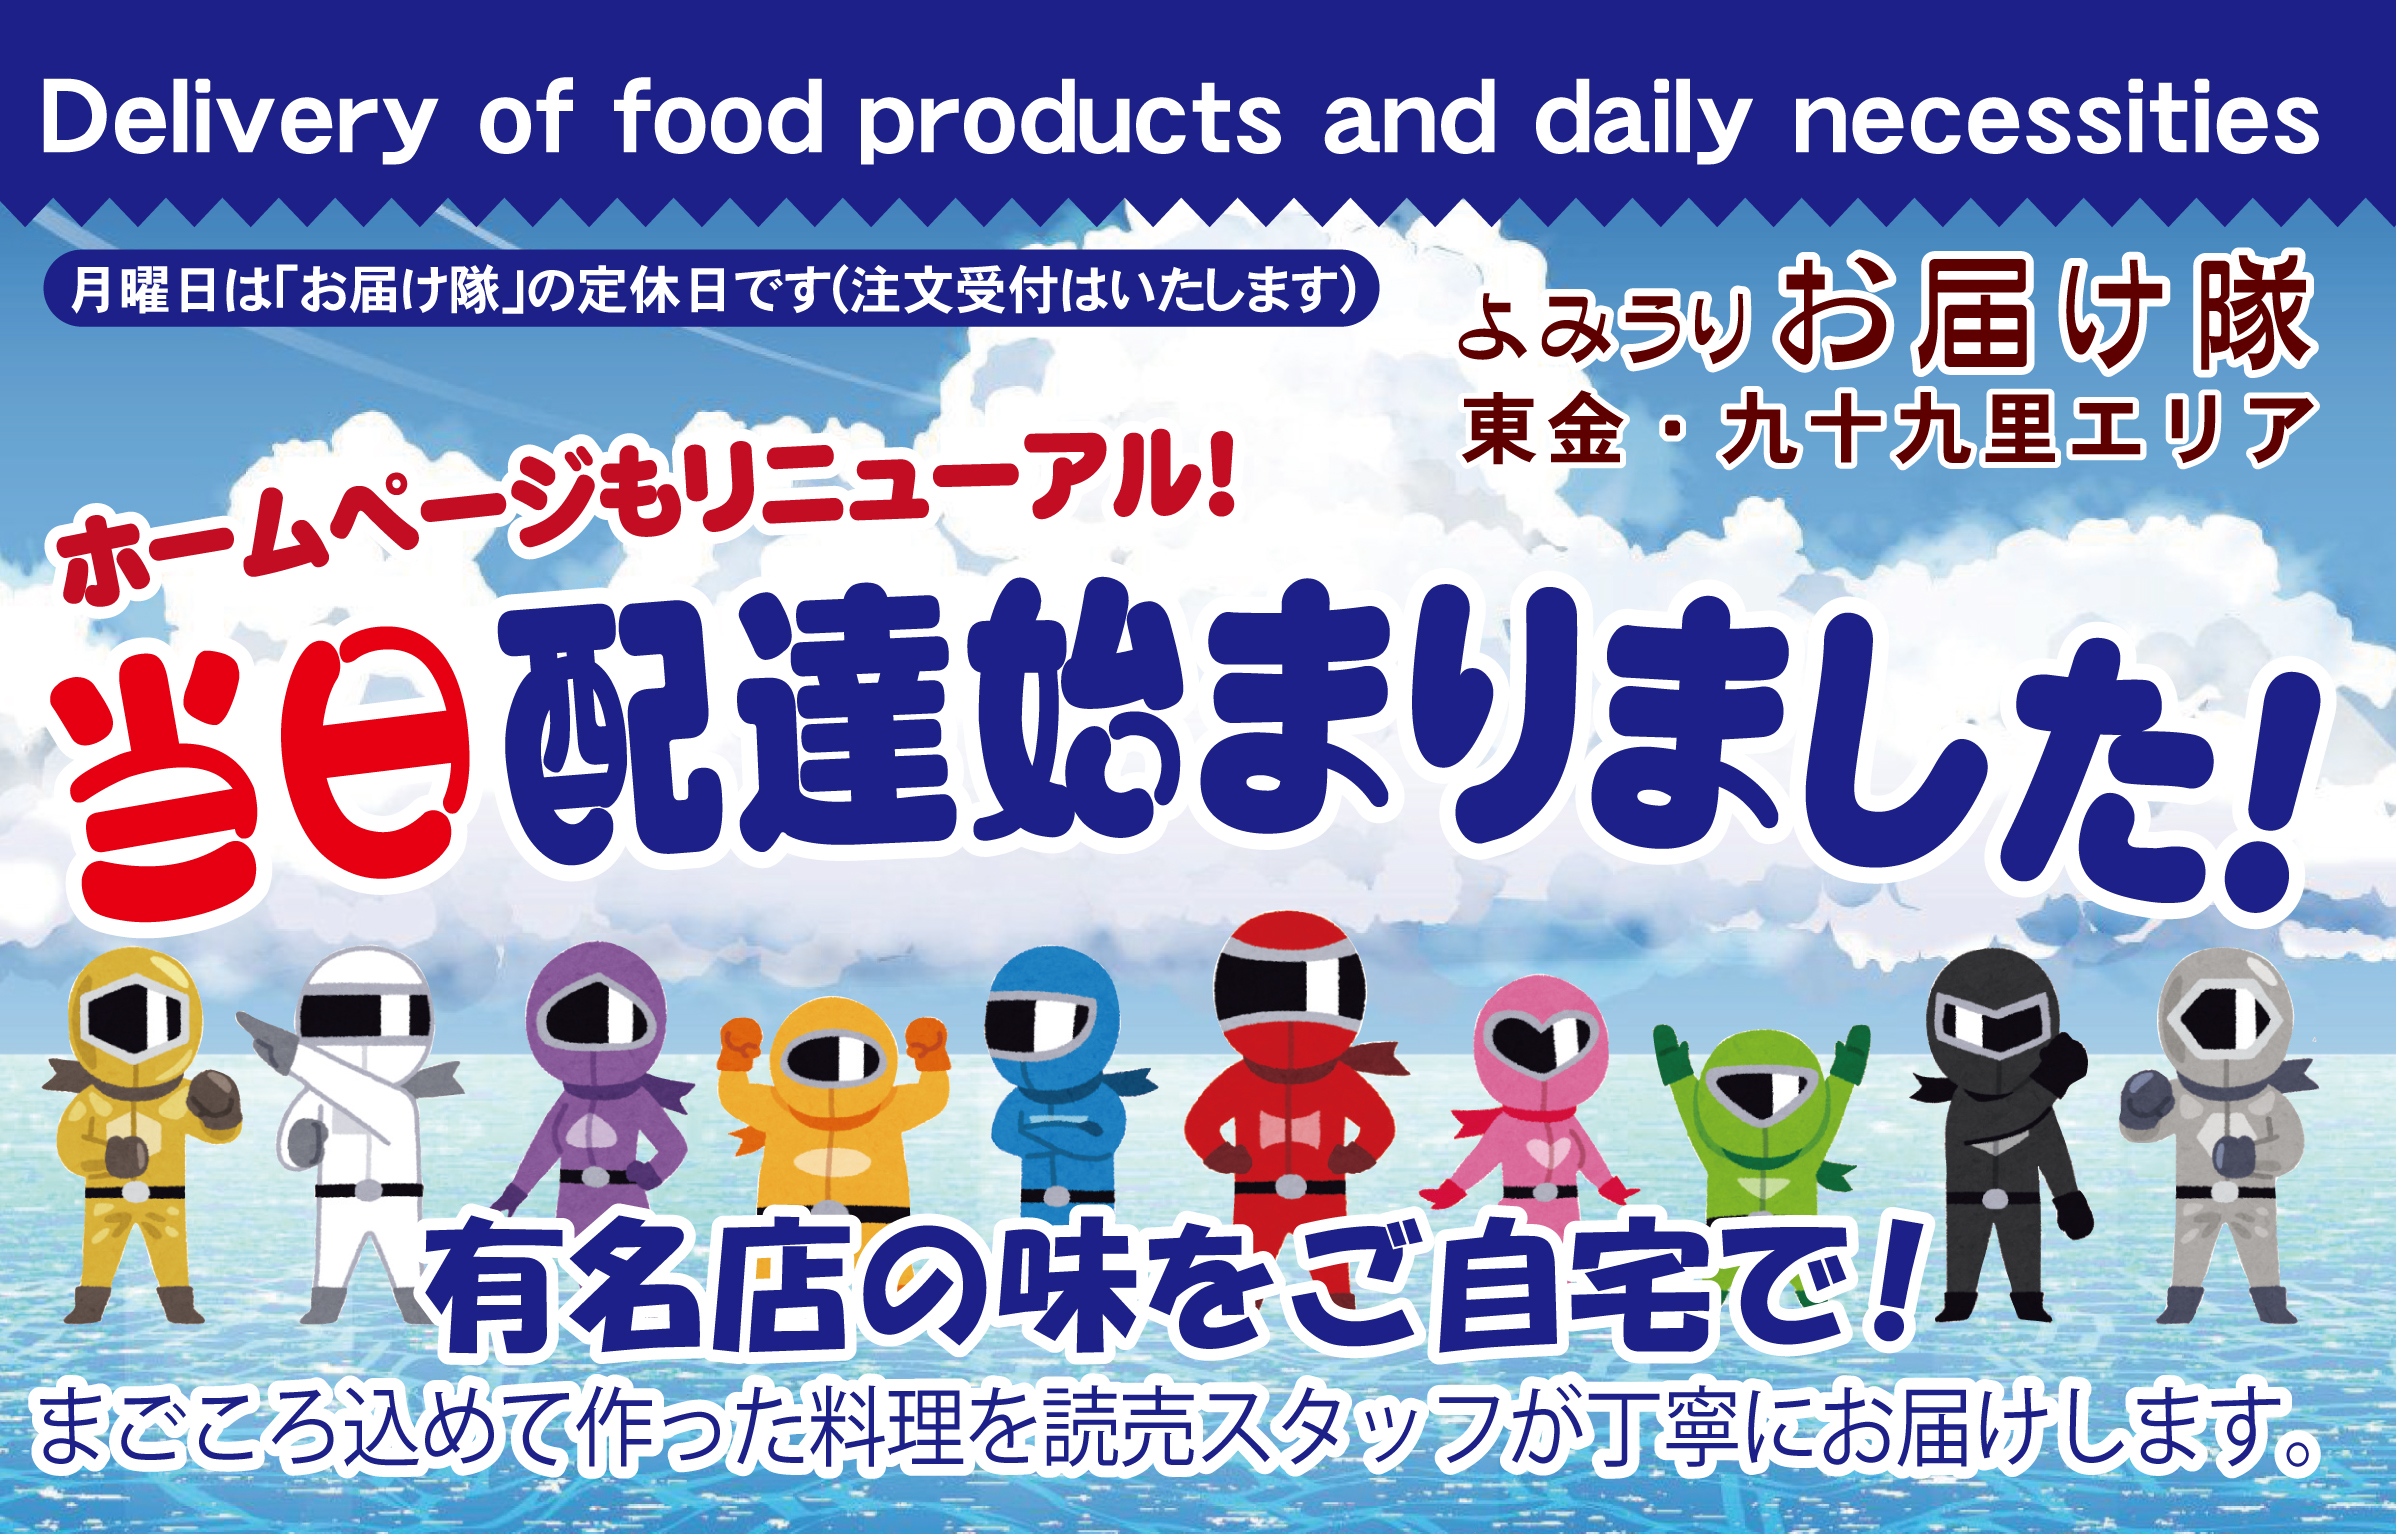 Delivery of food products and daily necessities
月曜日は「お届け隊」の定休日です(注文受付はいたします)
よみうりお届け隊
東金・九十九里エリア
ホームページもリニューアル!
当日配達始まりました!
有名店の味をご自宅で!
まごころ込めて作った料理を読売スタッフが丁寧にお届けします。